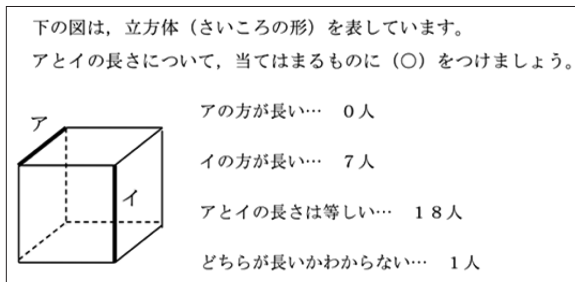 下の図は，立方体（さいころの形）を表しています。
アとイの長さについて，当てはまるものに（○）をつけましょう。
アの方が長い… ０人
ア
イの方が長い… ７人
イ
アとイの長さは等しい… １８人
どちらが長いかわからない… １人